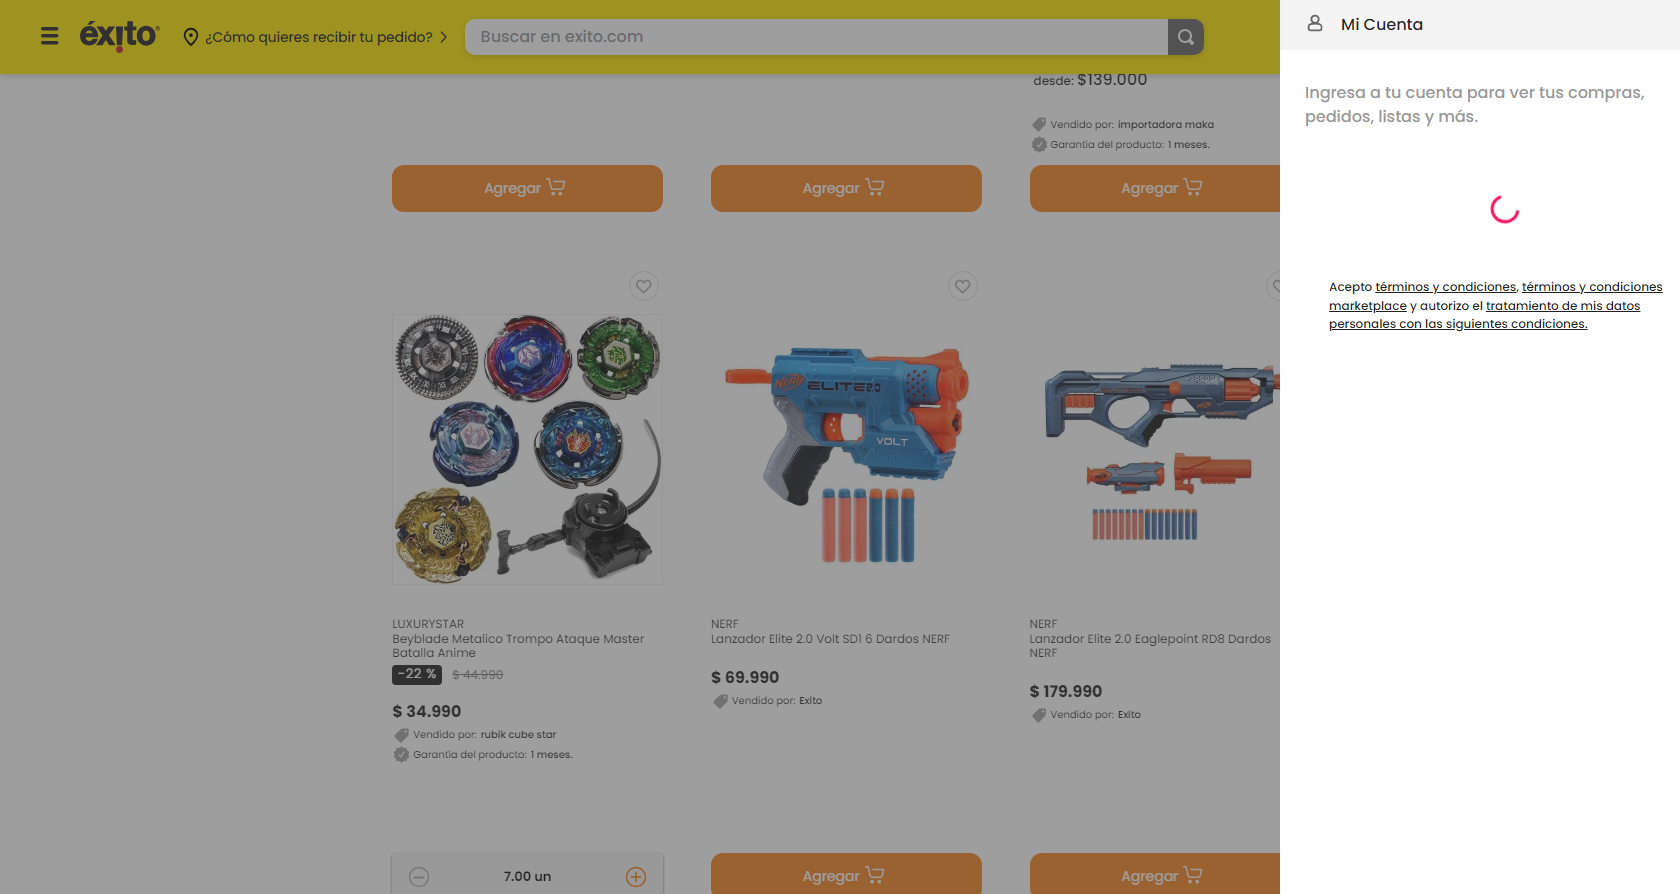 éxito
¿Cómo quieres recibir tu pedido?
Buscar en exito.com
Mi Cuenta
Ingresa a tu cuenta para ver tus compras,
pedidos, listas y más.
Acepto términos y condiciones, términos y condiciones
marketplace y autorizo el tratamiento de mis datos
personales con las siguientes condiciones.
desde: $139.000
Vendido por: importadora maka
Garantía del producto: 1 meses.
Agregar
Agregar
Agregar
NERF ELITE 2.0
VOLT
LUXURYSTAR
Beyblade Metalico Trompo Ataque Master
Batalla Anime
-22 % $ 44.990
$ 34.990
Vendido por: rubik cube star
Garantía del producto: 1 meses.
NERF
Lanzador Elite 2.0 Volt SD1 6 Dardos NERF
$ 69.990
Vendido por: Exito
NERF
Lanzador Elite 2.0 Eaglepoint RD8 Dardos
NERF
$ 179.990
Vendido por: Exito
7.00 un
Agregar
Agregar